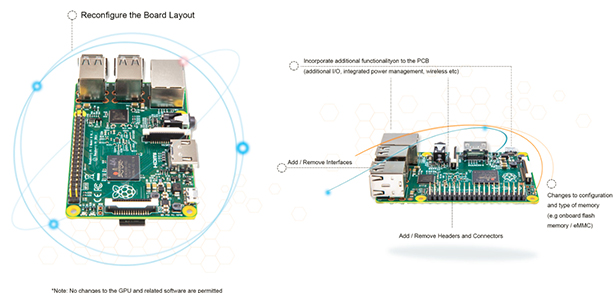 Reconfigure the Board Layout
Incorporate additional functionalityon to the PCB
(additional I/O, integrated power management, wireless etc)
Add / Remove Interfaces
Changes to configuration
and type of memory
(e.g onboard flash
memory / eMMC)
Add / Remove Headers and Connectors
*Note: No changes to the GPU and related software are permitted